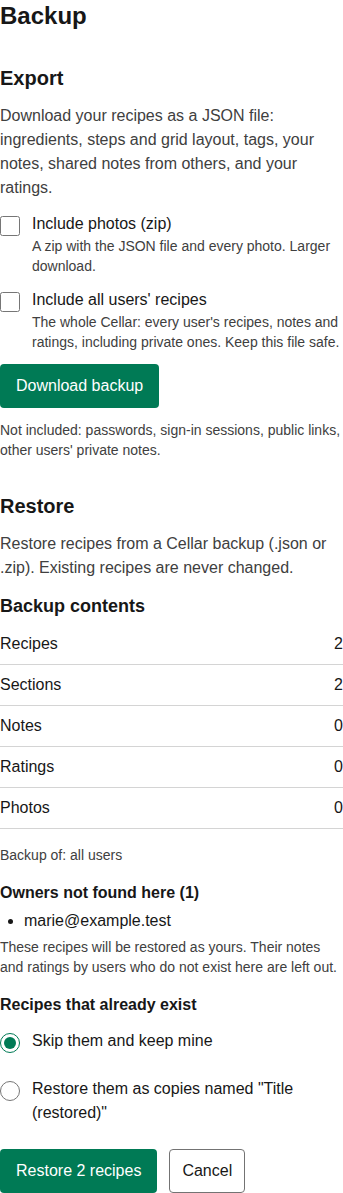 Backup
Export
Download your recipes as a JSON file:
ingredients, steps and grid layout, tags, your
notes, shared notes from others, and your
ratings.
Include photos (zip)
A zip with the JSON file and every photo. Larger
download.
Include all users' recipes
The whole Cellar: every user's recipes, notes and
ratings, including private ones. Keep this file safe.
Download backup
Not included: passwords, sign-in sessions, public links,
other users' private notes.
Restore
Restore recipes from a Cellar backup (.json or
.zip). Existing recipes are never changed.
Backup contents
Recipes 2
Sections 2
Notes 0
Ratings 0
Photos 0
Backup of: all users
Owners not found here (1)
• marie@example.test
These recipes will be restored as yours. Their notes
and ratings by users who do not exist here are left out.
Recipes that already exist
Skip them and keep mine
Restore them as copies named "Title
(restored)"
Restore 2 recipes Cancel